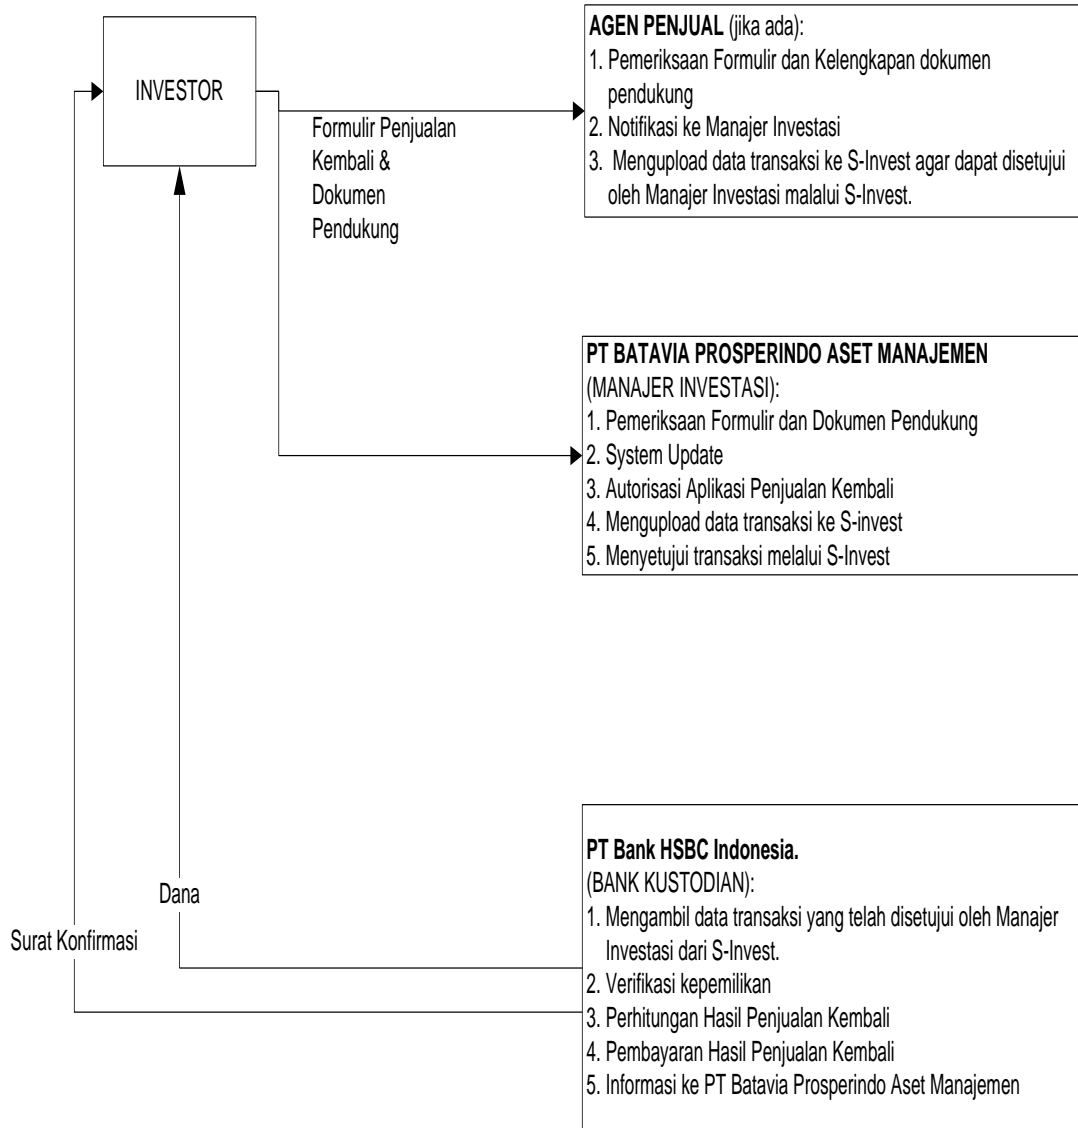 INVESTOR
Formulir Penjualan
Kembali &
Dokumen
Pendukung
AGEN PENJUAL (jika ada):
1. Pemeriksaan Formulir dan Kelengkapan dokumen
pendukung
2. Notifikasi ke Manajer Investasi
3. Mengupload data transaksi ke S-Invest agar dapat disetujui
oleh Manajer Investasi malalui S-Invest.
PT BATAVIA PROSPERINDO ASET MANAJEMEN
(MANAJER INVESTASI):
1. Pemeriksaan Formulir dan Dokumen Pendukung
2. System Update
3. Autorisasi Aplikasi Penjualan Kembali
4. Mengupload data transaksi ke S-invest
5. Menyetujui transaksi melalui S-Invest
PT Bank HSBC Indonesia.
(BANK KUSTODIAN):
1. Mengambil data transaksi yang telah disetujui oleh Manajer
Investasi dari S-Invest.
2. Verifikasi kepemilikan
3. Perhitungan Hasil Penjualan Kembali
4. Pembayaran Hasil Penjualan Kembali
5. Informasi ke PT Batavia Prosperindo Aset Manajemen
Dana
Surat Konfirmasi